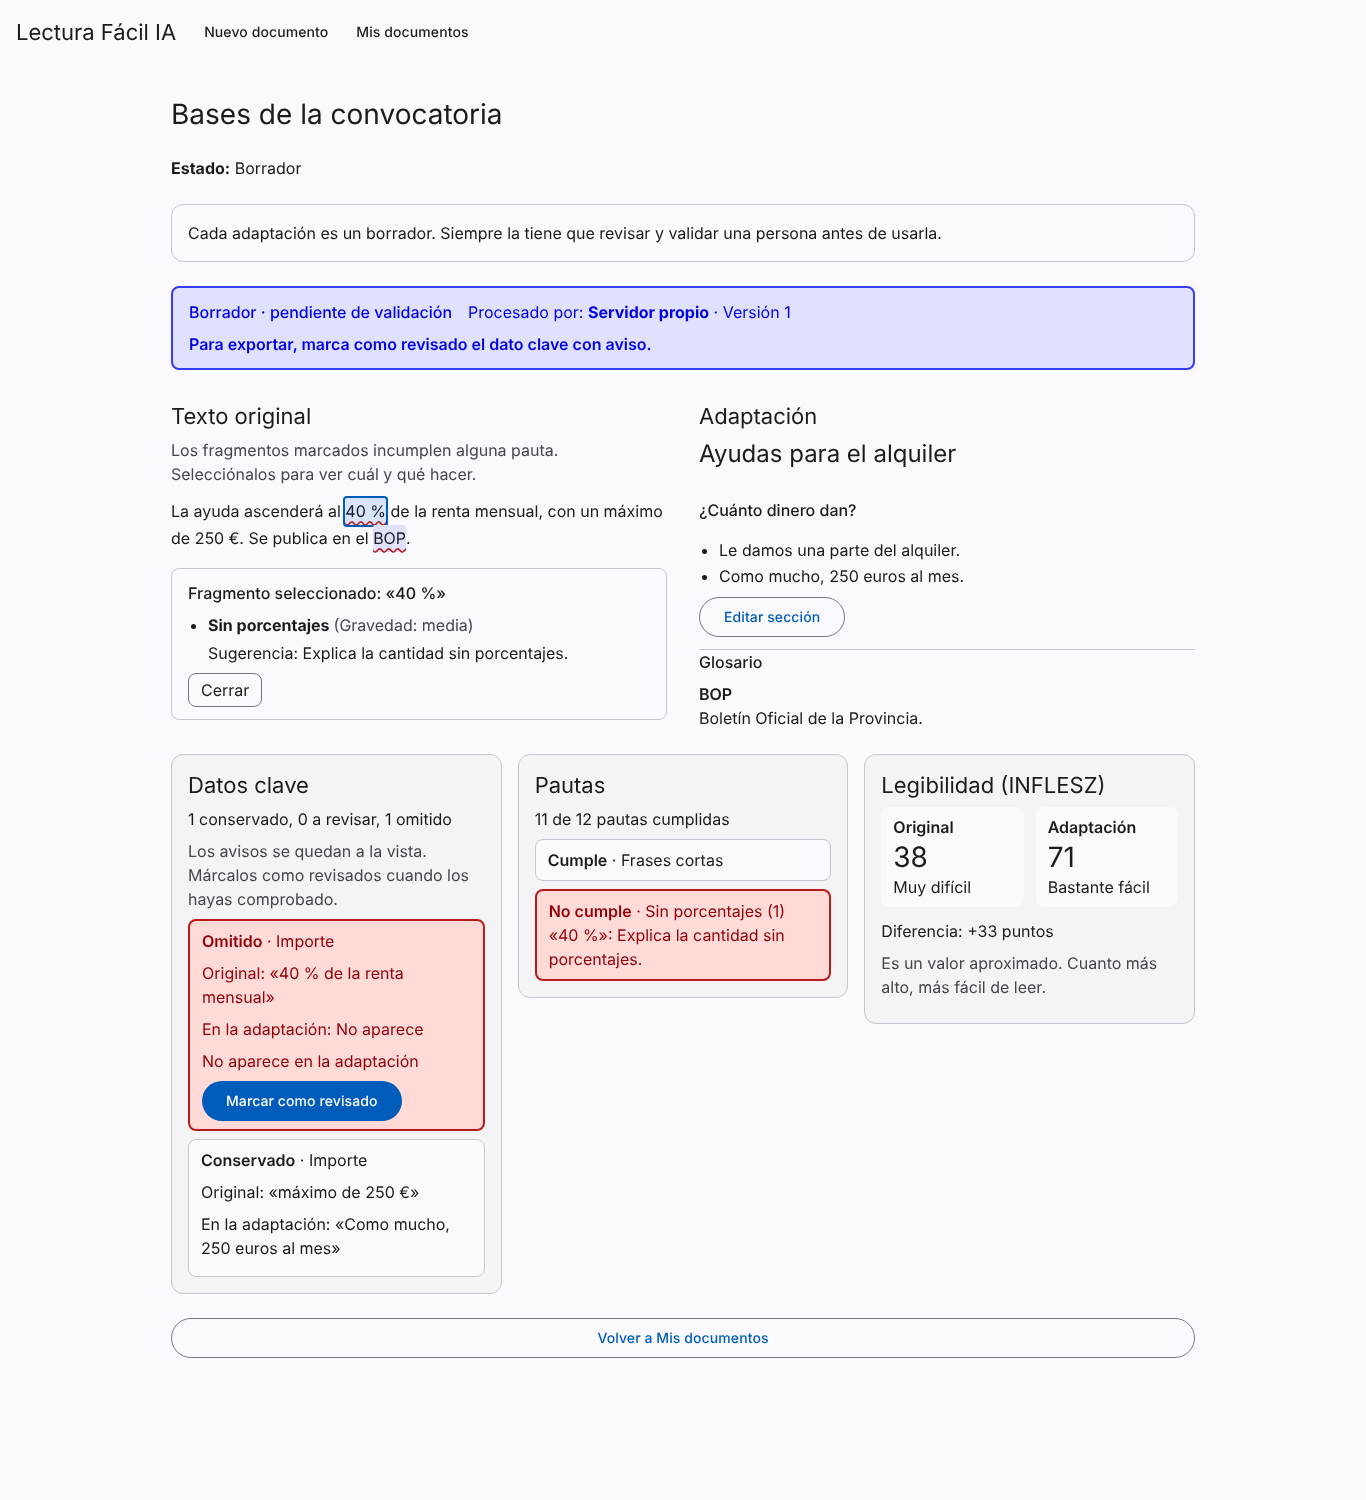 Lectura Fácil IA
Nuevo documento
Mis documentos
Bases de la convocatoria
Estado: Borrador
Cada adaptación es un borrador. Siempre la tiene que revisar y validar una persona antes de usarla.
Borrador · pendiente de validación Procesado por: Servidor propio · Versión 1
Para exportar, marca como revisado el dato clave con aviso.
Texto original
Los fragmentos marcados incumplen alguna pauta.
Selecciónalos para ver cuál y qué hacer.
La ayuda ascenderá al 40 % de la renta mensual, con un máximo
de 250 €. Se publica en el BOP.
Fragmento seleccionado: «40 %»
• Sin porcentajes (Gravedad: media)
Sugerencia: Explica la cantidad sin porcentajes.
Cerrar
Adaptación
Ayudas para el alquiler
¿Cuánto dinero dan?
• Le damos una parte del alquiler.
• Como mucho, 250 euros al mes.
Editar sección
Glosario
BOP
Boletín Oficial de la Provincia.
Datos clave
1 conservado, 0 a revisar, 1 omitido
Los avisos se quedan a la vista.
Márcalos como revisados cuando los
hayas comprobado.
Omitido · Importe
Original: «40 % de la renta
mensual»
En la adaptación: No aparece
No aparece en la adaptación
Marcar como revisado
Conservado · Importe
Original: «máximo de 250 €»
En la adaptación: «Como mucho,
250 euros al mes»
Pautas
11 de 12 pautas cumplidas
Cumple · Frases cortas
No cumple · Sin porcentajes (1)
«40 %»: Explica la cantidad sin
porcentajes.
Legibilidad (INFLESZ)
Original
38
Muy difícil
Adaptación
71
Bastante fácil
Diferencia: +33 puntos
Es un valor aproximado. Cuanto más
alto, más fácil de leer.
Volver a Mis documentos